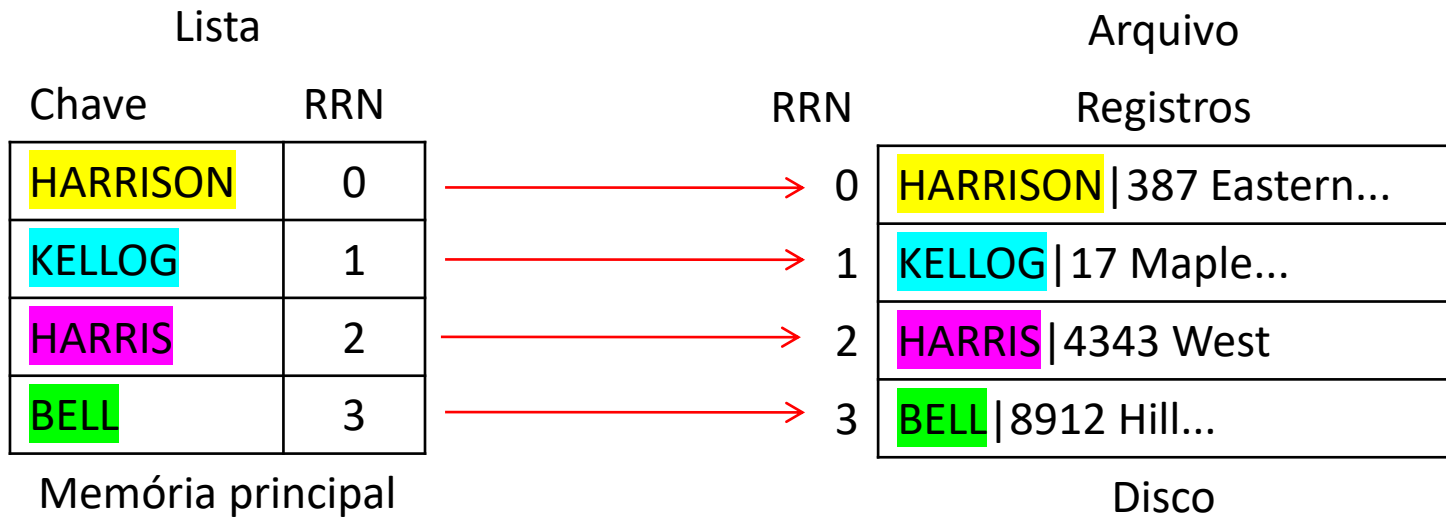 Lista Arquivo
Chave RRN RRN Registros
HARRISON 0 0 HARRISON|387 Eastern...
KELLOG 1 1 KELLOG|17 Maple...
HARRIS 2 2 HARRIS|4343 West
BELL 3 3 BELL|8912 Hill...
Memória principal Disco